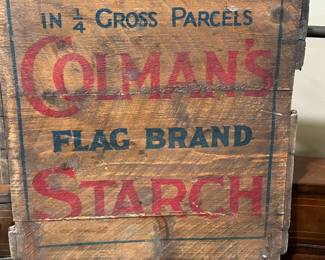 IN ¼ GROSS PARCELS
COLMAN'S
FLAG BRAND
STARCH